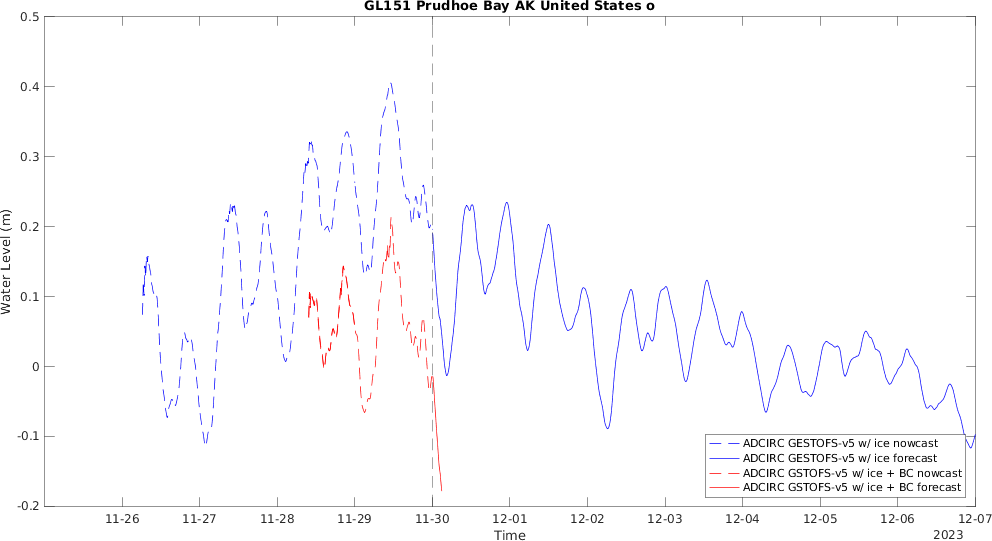 GL151 Prudhoe Bay AK United States o
0.5
0.4
0.3
0.2
0.1
0
-0.1
-0.2
Water Level (m)
ADCIRC GESTOFS-v5 w/ ice nowcast
ADCIRC GESTOFS-v5 w/ ice forecast
ADCIRC GSTOFS-v5 w/ ice + BC nowcast
ADCIRC GSTOFS-v5 w/ ice + BC forecast
11-26 11-27 11-28 11-29 11-30 12-01 12-02 12-03 12-04 12-05 12-06 12-07
Time
2023